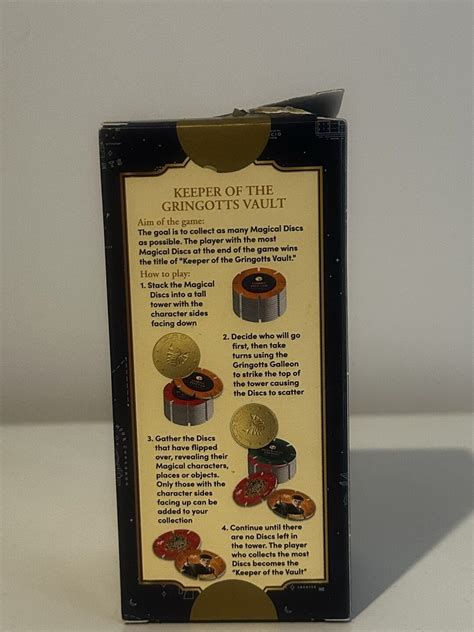 KEEPER OF THE
GRINGOTTS VAULT
Aim of the game:
The goal is to collect as many Magical Discs
as possible. The player with the most
Magical Discs at the end of the game wins
the title of "Keeper of the Gringotts Vault."
How to play:
1. Stack the Magical
Discs into a tall
tower with the
character sides
facing down
2. Decide who will go
first, then take
turns using the
Gringotts Galleon
to strike the top of
the tower causing
the Discs to scatter
3. Gather the Discs
that have flipped
over, revealing their
Magical characters,
places or objects.
Only those with the
character sides
facing up can be
added to your
collection
4. Continue until there
are no Discs left in
the tower. The player
who collects the most
Discs becomes the
"Keeper of the Vault"